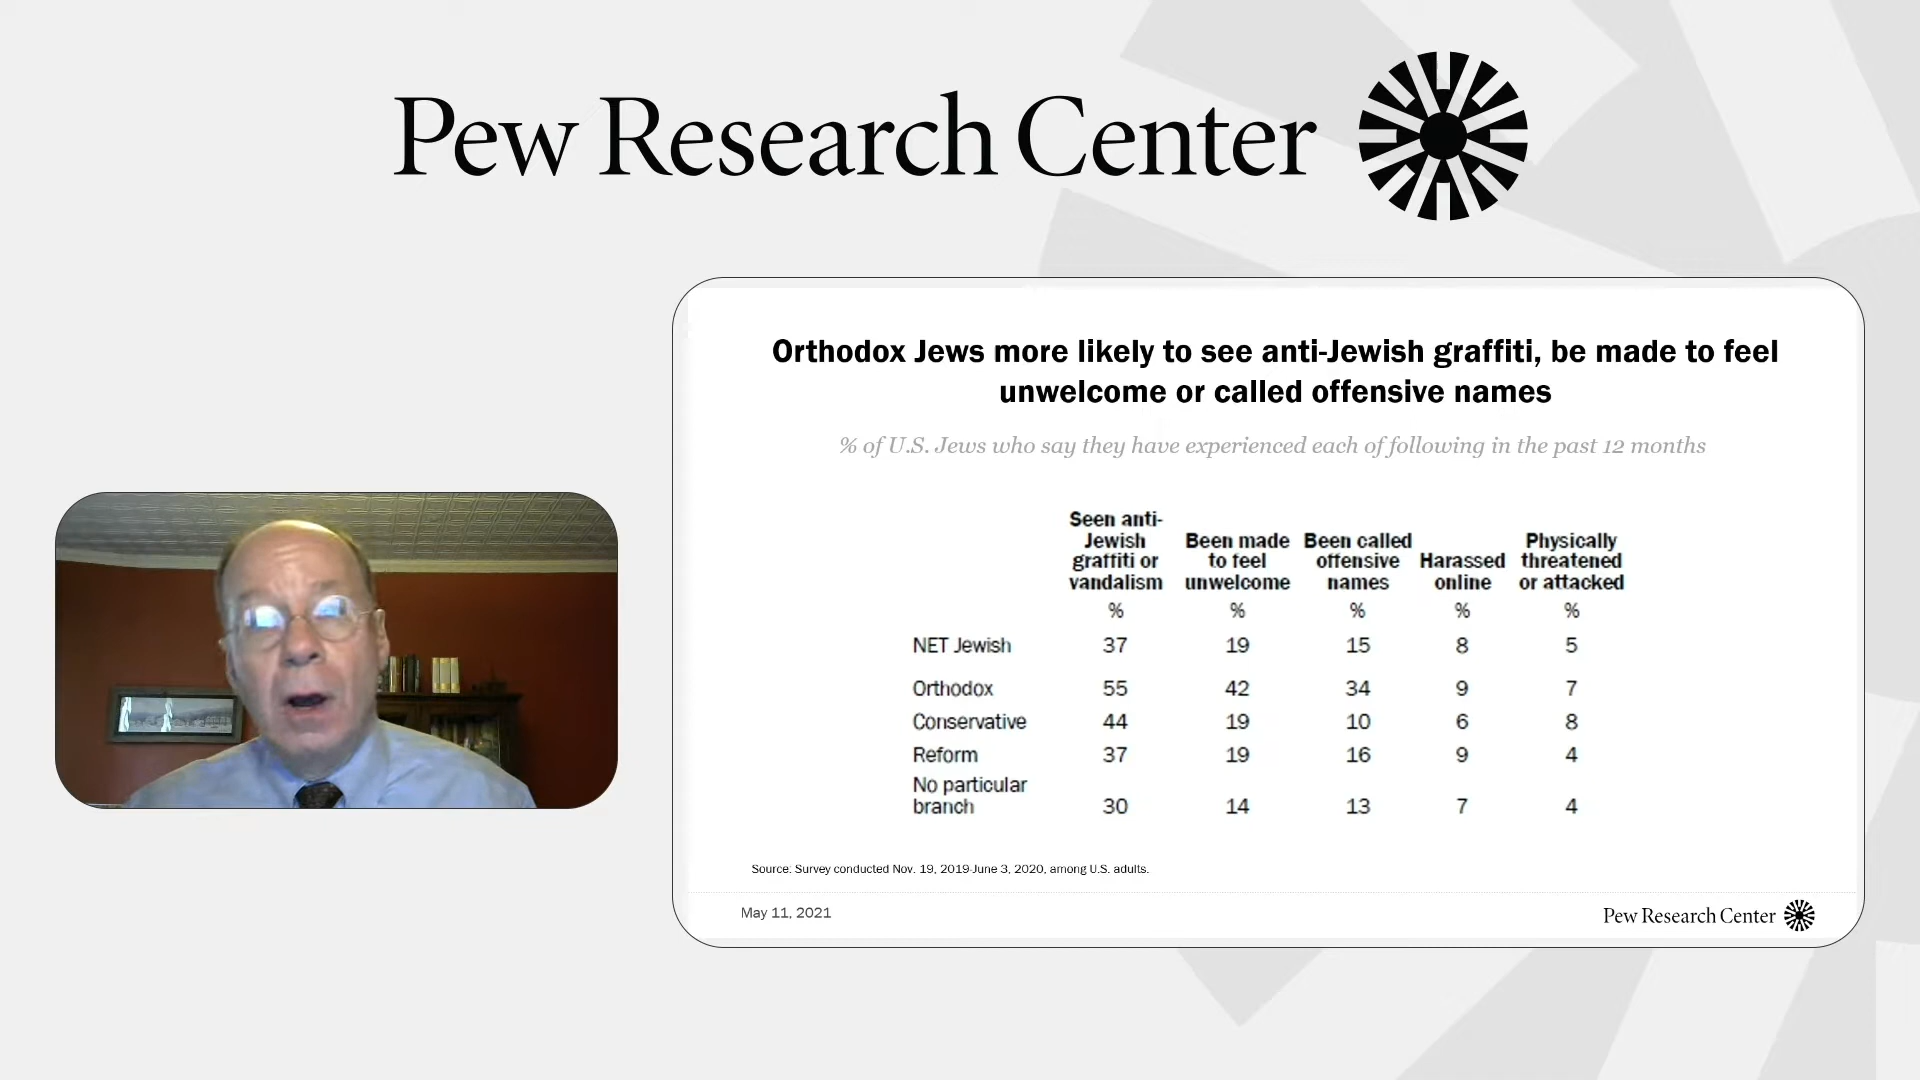 Pew Research Center
Orthodox Jews more likely to see anti-Jewish graffiti, be made to feel
unwelcome or called offensive names
% of U.S. Jews who say they have experienced each of following in the past 12 months
Seen anti-
Jewish
graffiti or
vandalism
Been made
to feel
unwelcome
Been called
offensive
names
Harassed
online
Physically
threatened
or attacked
% % % % %
NET Jewish 37 19 15 8 5
Orthodox 55 42 34 9 7
Conservative 44 19 10 6 8
Reform 37 19 16 9 4
No particular
branch 30 14 13 7 4
Source: Survey conducted Nov. 19, 2019-June 3, 2020, among U.S. adults.
May 11, 2021
Pew Research Center